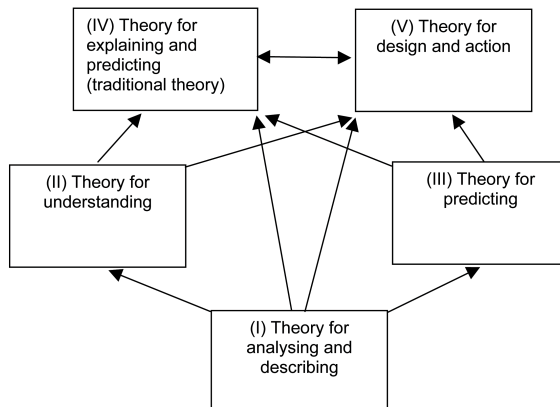 (IV) Theory for
explaining and
predicting
(traditional theory)
(V) Theory for
design and action
(II) Theory for
understanding
(III) Theory for
predicting
(I) Theory for
analysing and
describing